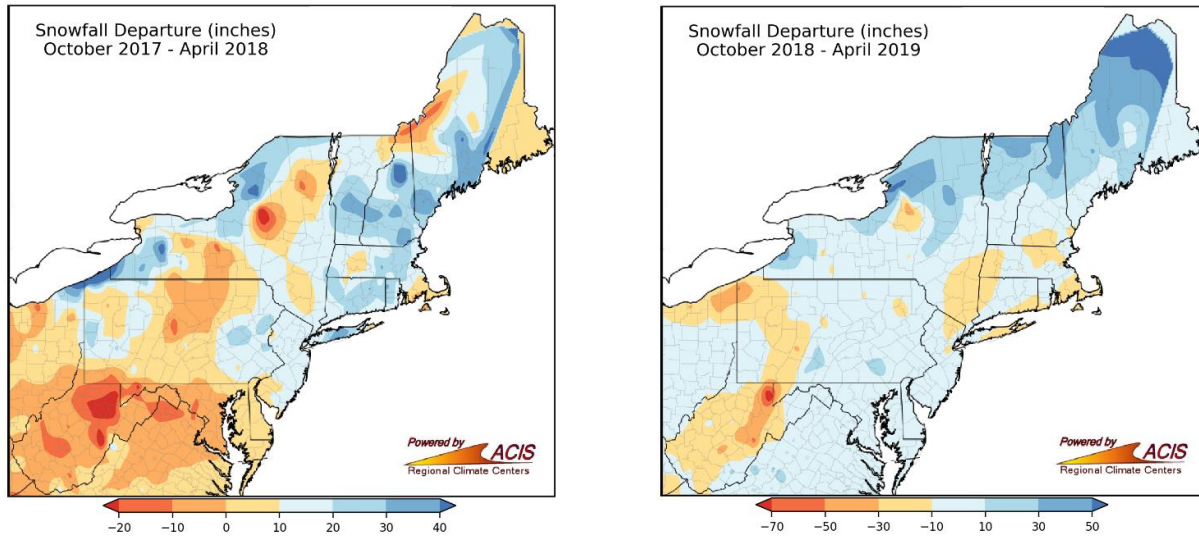 Snowfall Departure (inches)
October 2017 - April 2018
Powered by
ACIS
Regional Climate Centers
−20 −10 0 10 20 30 40
Snowfall Departure (inches)
October 2018 - April 2019
Powered by
ACIS
Regional Climate Centers
−70 −50 −30 −10 10 30 50